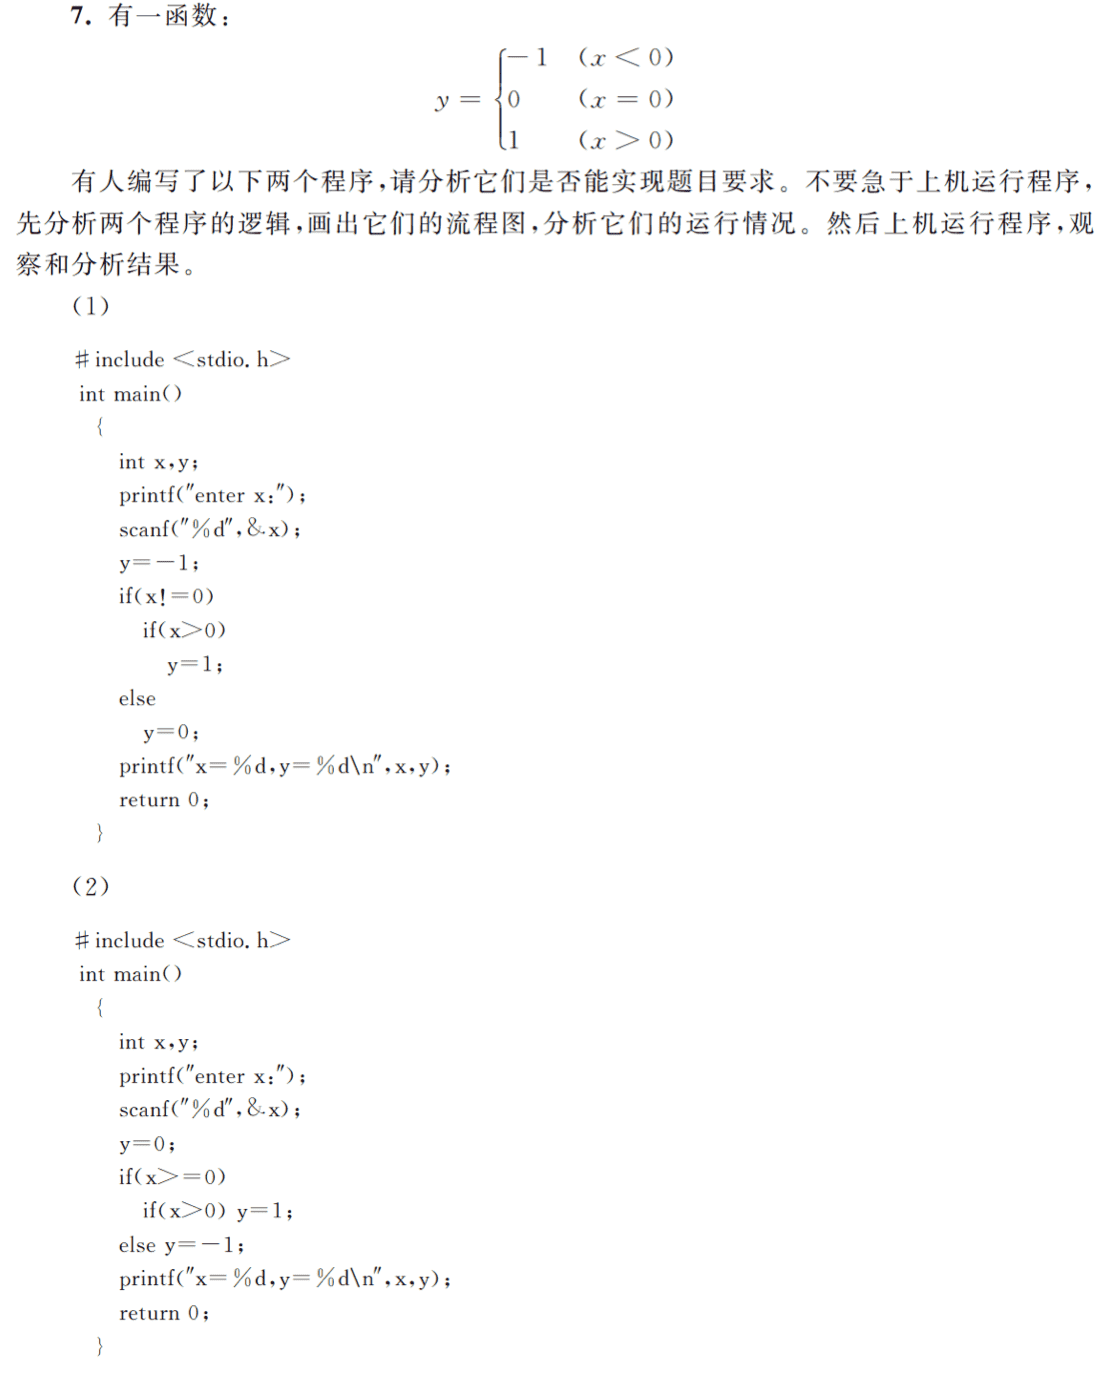 7. 有一函数:
y = { -1 (x < 0)
0 (x = 0)
1 (x > 0)
有人编写了以下两个程序,请分析它们是否能实现题目要求。不要急于上机运行程序,
先分析两个程序的逻辑,画出它们的流程图,分析它们的运行情况。然后上机运行程序,观
察和分析结果。
(1)
#include <stdio.h>
int main()
{
int x,y;
printf("enter x:");
scanf("%d",&x);
y=-1;
if(x!=0)
if(x>0)
y=1;
else
y=0;
printf("x=%d,y=%d\n",x,y);
return 0;
}
(2)
#include <stdio.h>
int main()
{
int x,y;
printf("enter x:");
scanf("%d",&x);
y=0;
if(x>=0)
if(x>0) y=1;
else y=-1;
printf("x=%d,y=%d\n",x,y);
return 0;
}